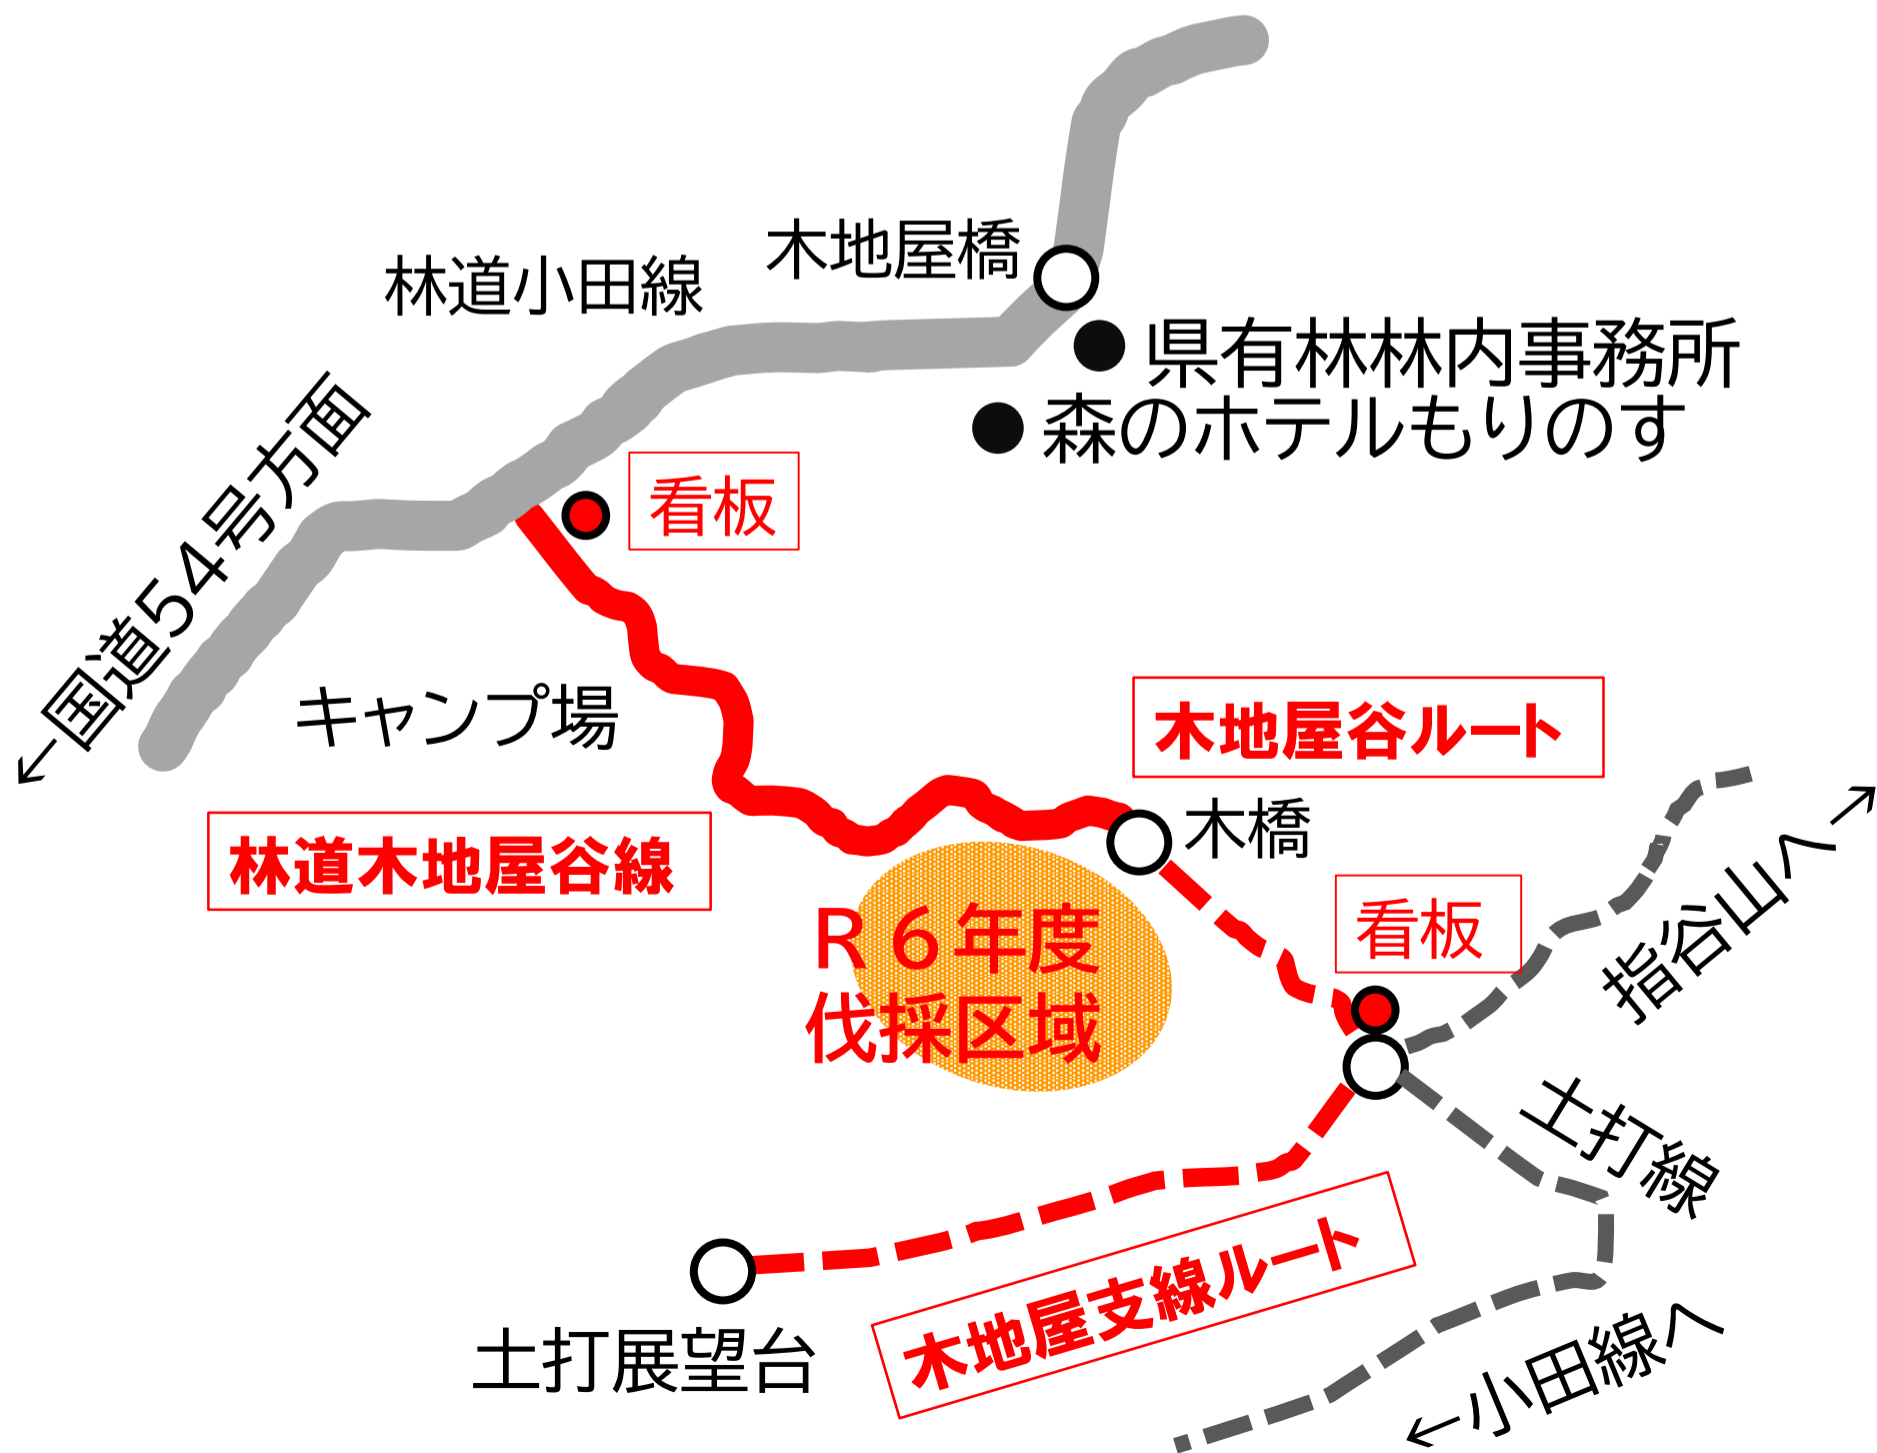 木地屋橋
林道小田線
県有林林内事務所
森のホテルもりのす
←国道54号方面
看板
キャンプ場
木地屋谷ルート
木橋
林道木地屋谷線
看板
R6年度
伐採区域
指谷山へ→
土打線
木地屋支線ルート
土打展望台
←小田線へ